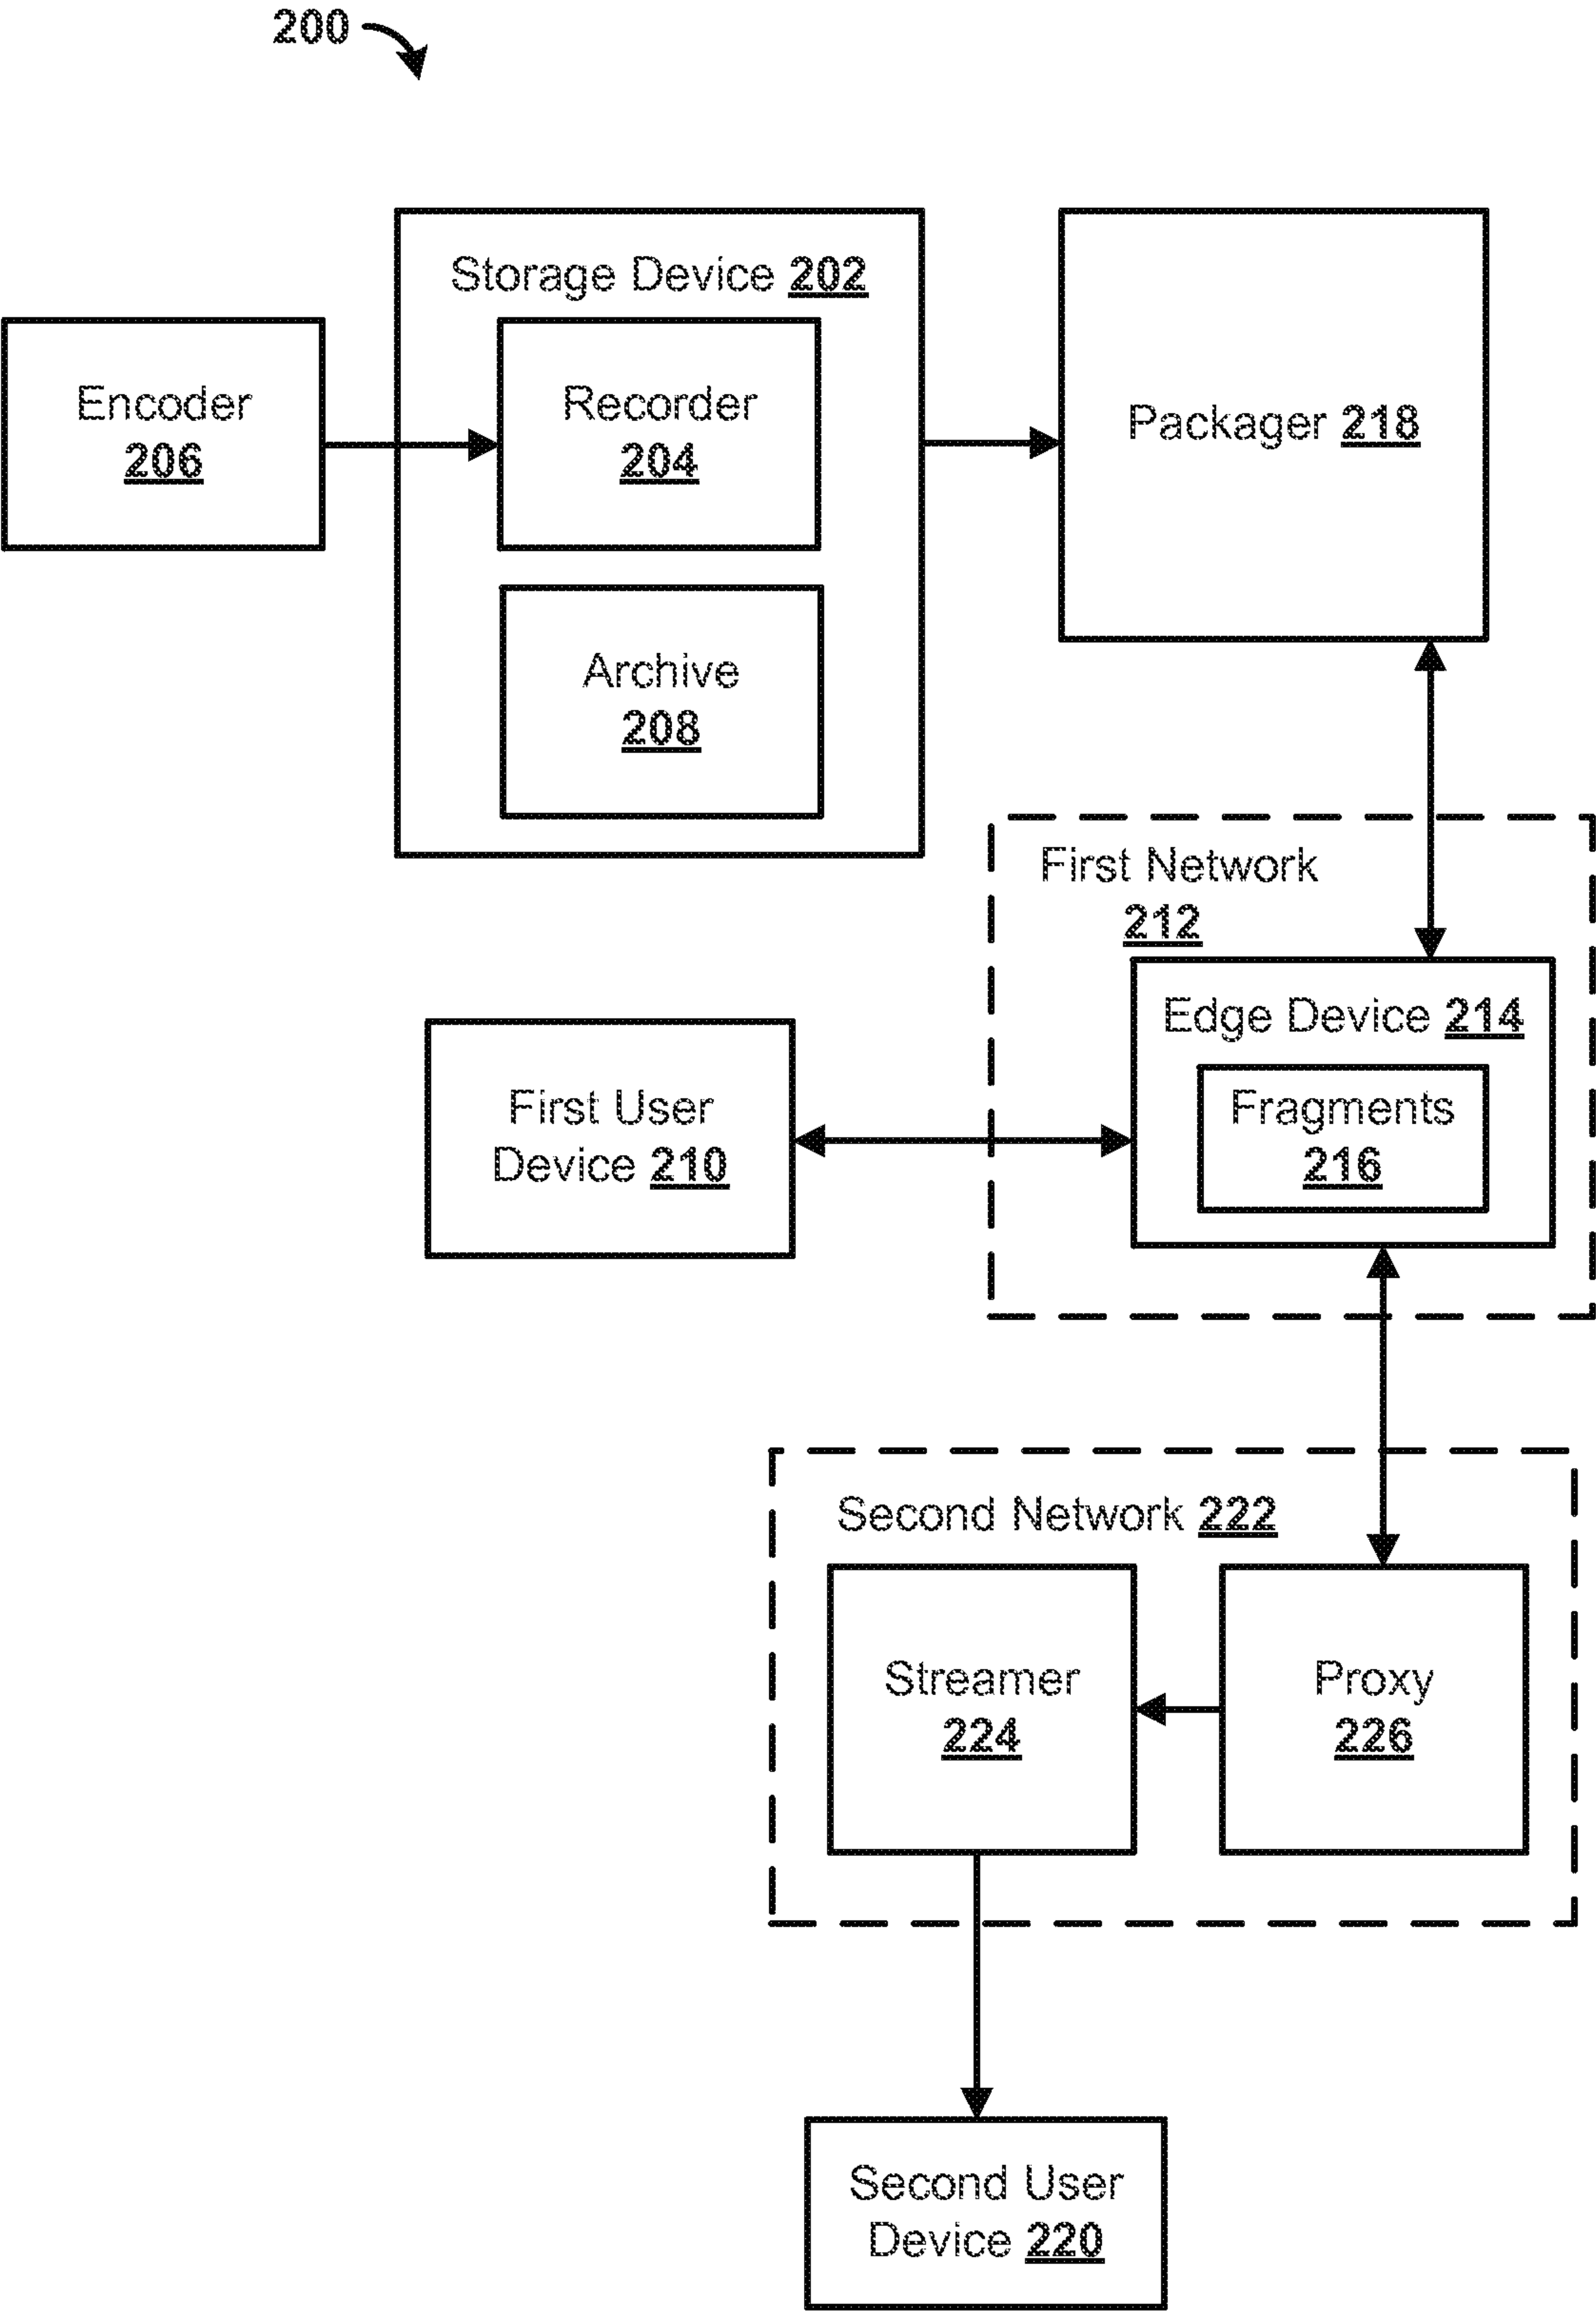 200
Storage Device 202
Encoder
206
Recorder
204
Packager 218
Archive
208
First Network
212
Edge Device 214
First User
Device 210
Fragments
216
Second Network 222
Streamer
224
Proxy
226
Second User
Device 220